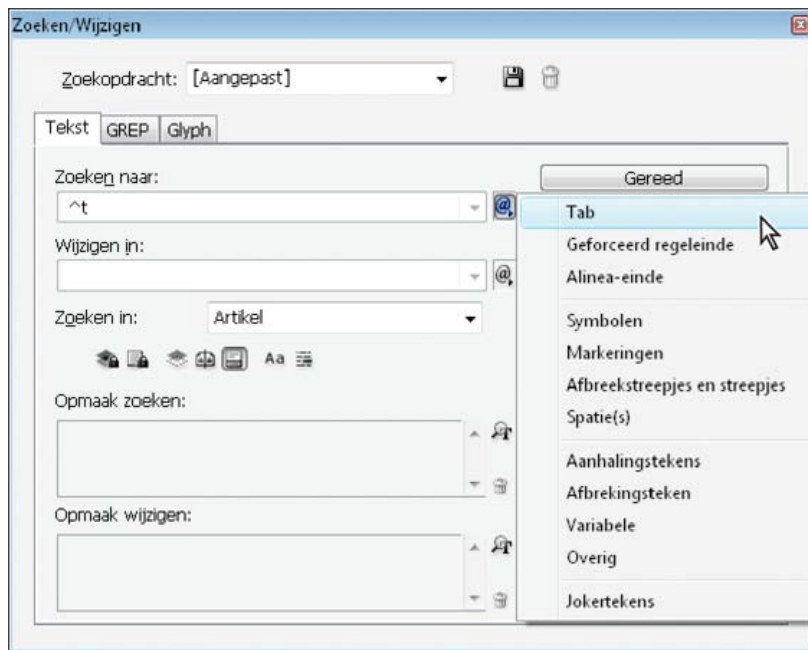 Zoeken/Wijzigen
Zoekopdracht: [Aangepast]
Tekst GREP Glyph
Zoeken naar:
Gereed
^t
Tab
Wijzigen in:
Geforceerd regeleinde
Alinea-einde
Zoeken in: Artikel
Symbolen
Markeringen
Aa
Afbreekstreepjes en streepjes
Opmaak zoeken:
Spatie(s)
Aanhalingstekens
Afbrekingsteken
Opmaak wijzigen:
Variabele
Overig
Jokertekens